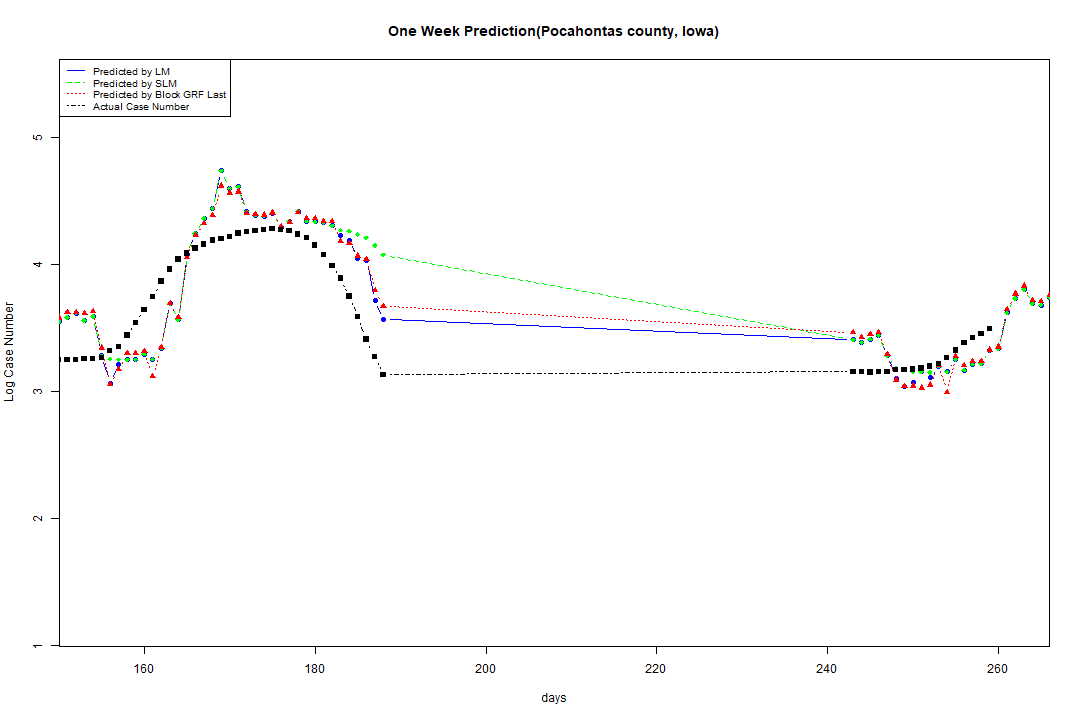 One Week Prediction(Pocahontas county, Iowa)
Predicted by LM
Predicted by SLM
Predicted by Block GRF Last
Actual Case Number
5
4
3
2
1
Log Case Number
160 180 200 220 240 260
days